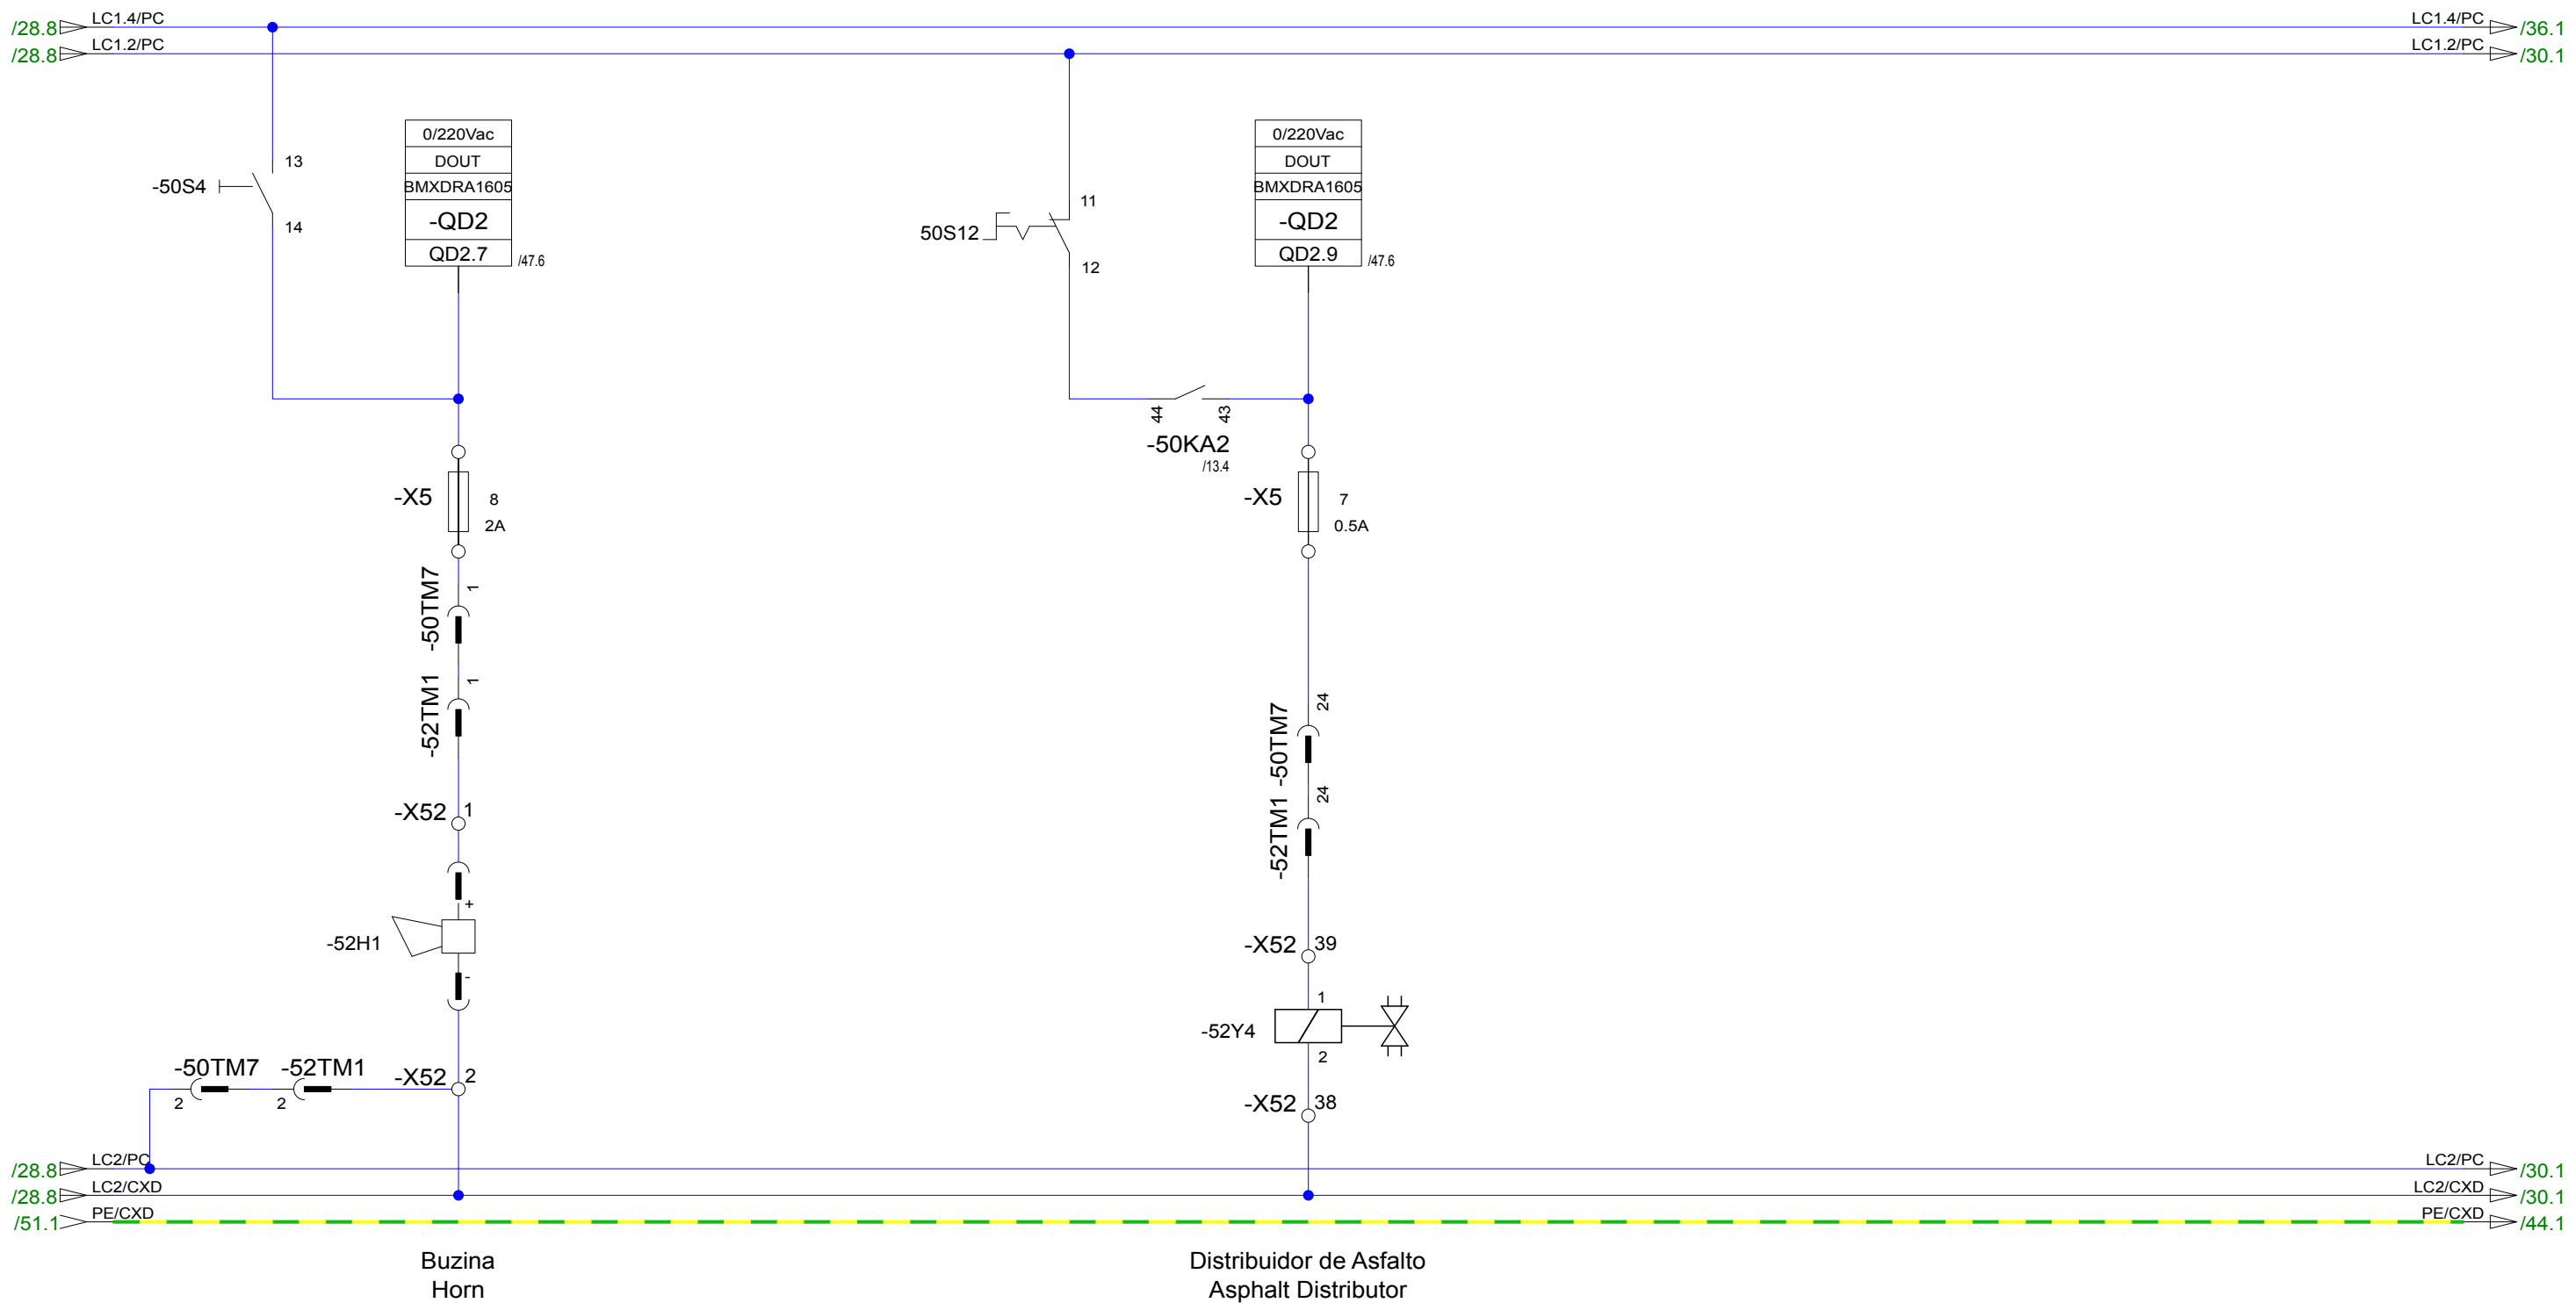 /28.8 LC1.4/PC LC1.4/PC /36.1
/28.8 LC1.2/PC LC1.2/PC /30.1
0/220Vac
DOUT
BMXDRA1605
-QD2
QD2.7 /47.6
0/220Vac
DOUT
BMXDRA1605
-QD2
QD2.9 /47.6
13
-50S4
14
11
50S12
12
44 43
-50KA2
/13.4
-X5 8
2A
-X5 7
0.5A
-50TM7 1
-52TM1 1
-50TM7 24
-52TM1 24
-X52 1
+
-52H1
-
-X52 39
1
-52Y4
2
-X52 38
-50TM7 -52TM1 -X52 2
2 2
/28.8 LC2/PC LC2/PC /30.1
/28.8 LC2/CXD LC2/CXD /30.1
/51.1 PE/CXD PE/CXD /44.1
Buzina
Horn
Distribuidor de Asfalto
Asphalt Distributor